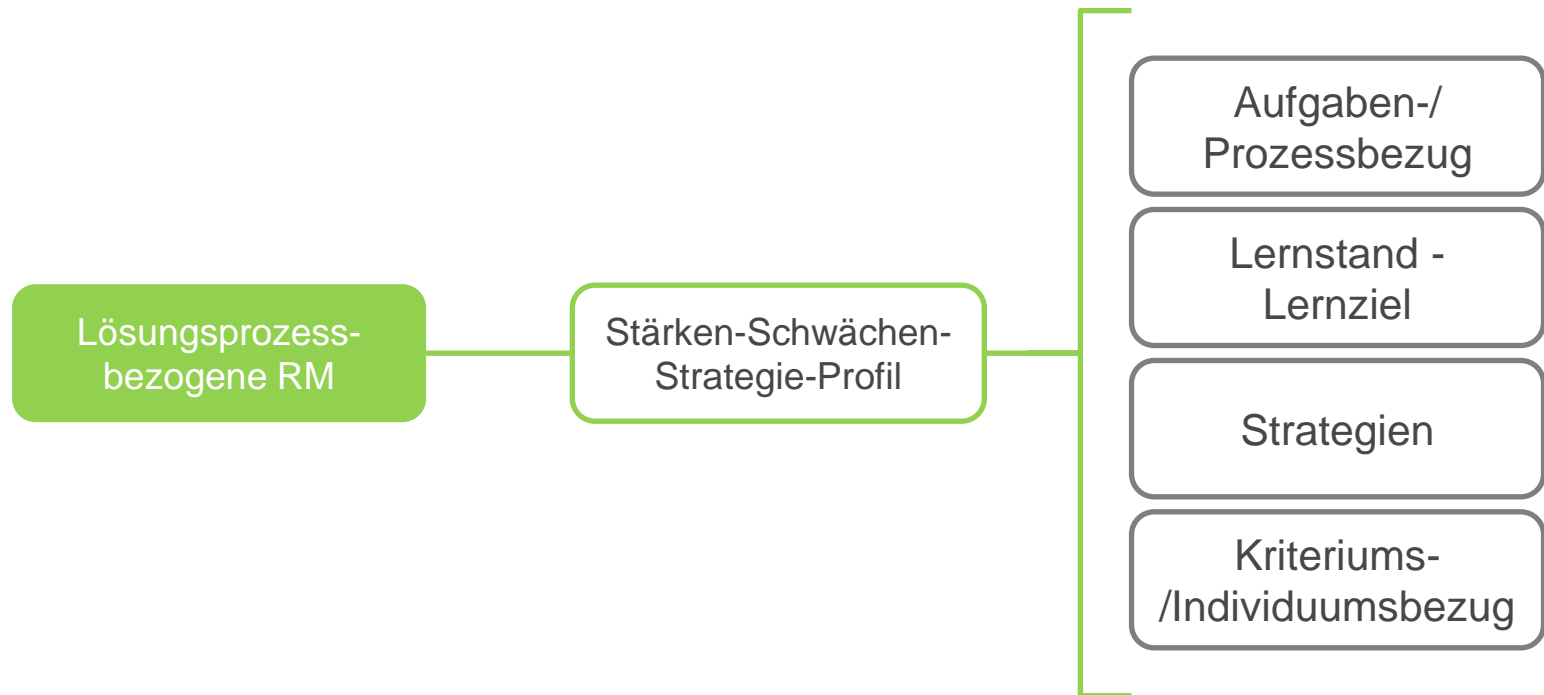 Lösungsprozess-
bezogene RM
Stärken-Schwächen-
Strategie-Profil
Aufgaben-/
Prozessbezug
Lernstand -
Lernziel
Strategien
Kriteriums-
/Individuumsbezug